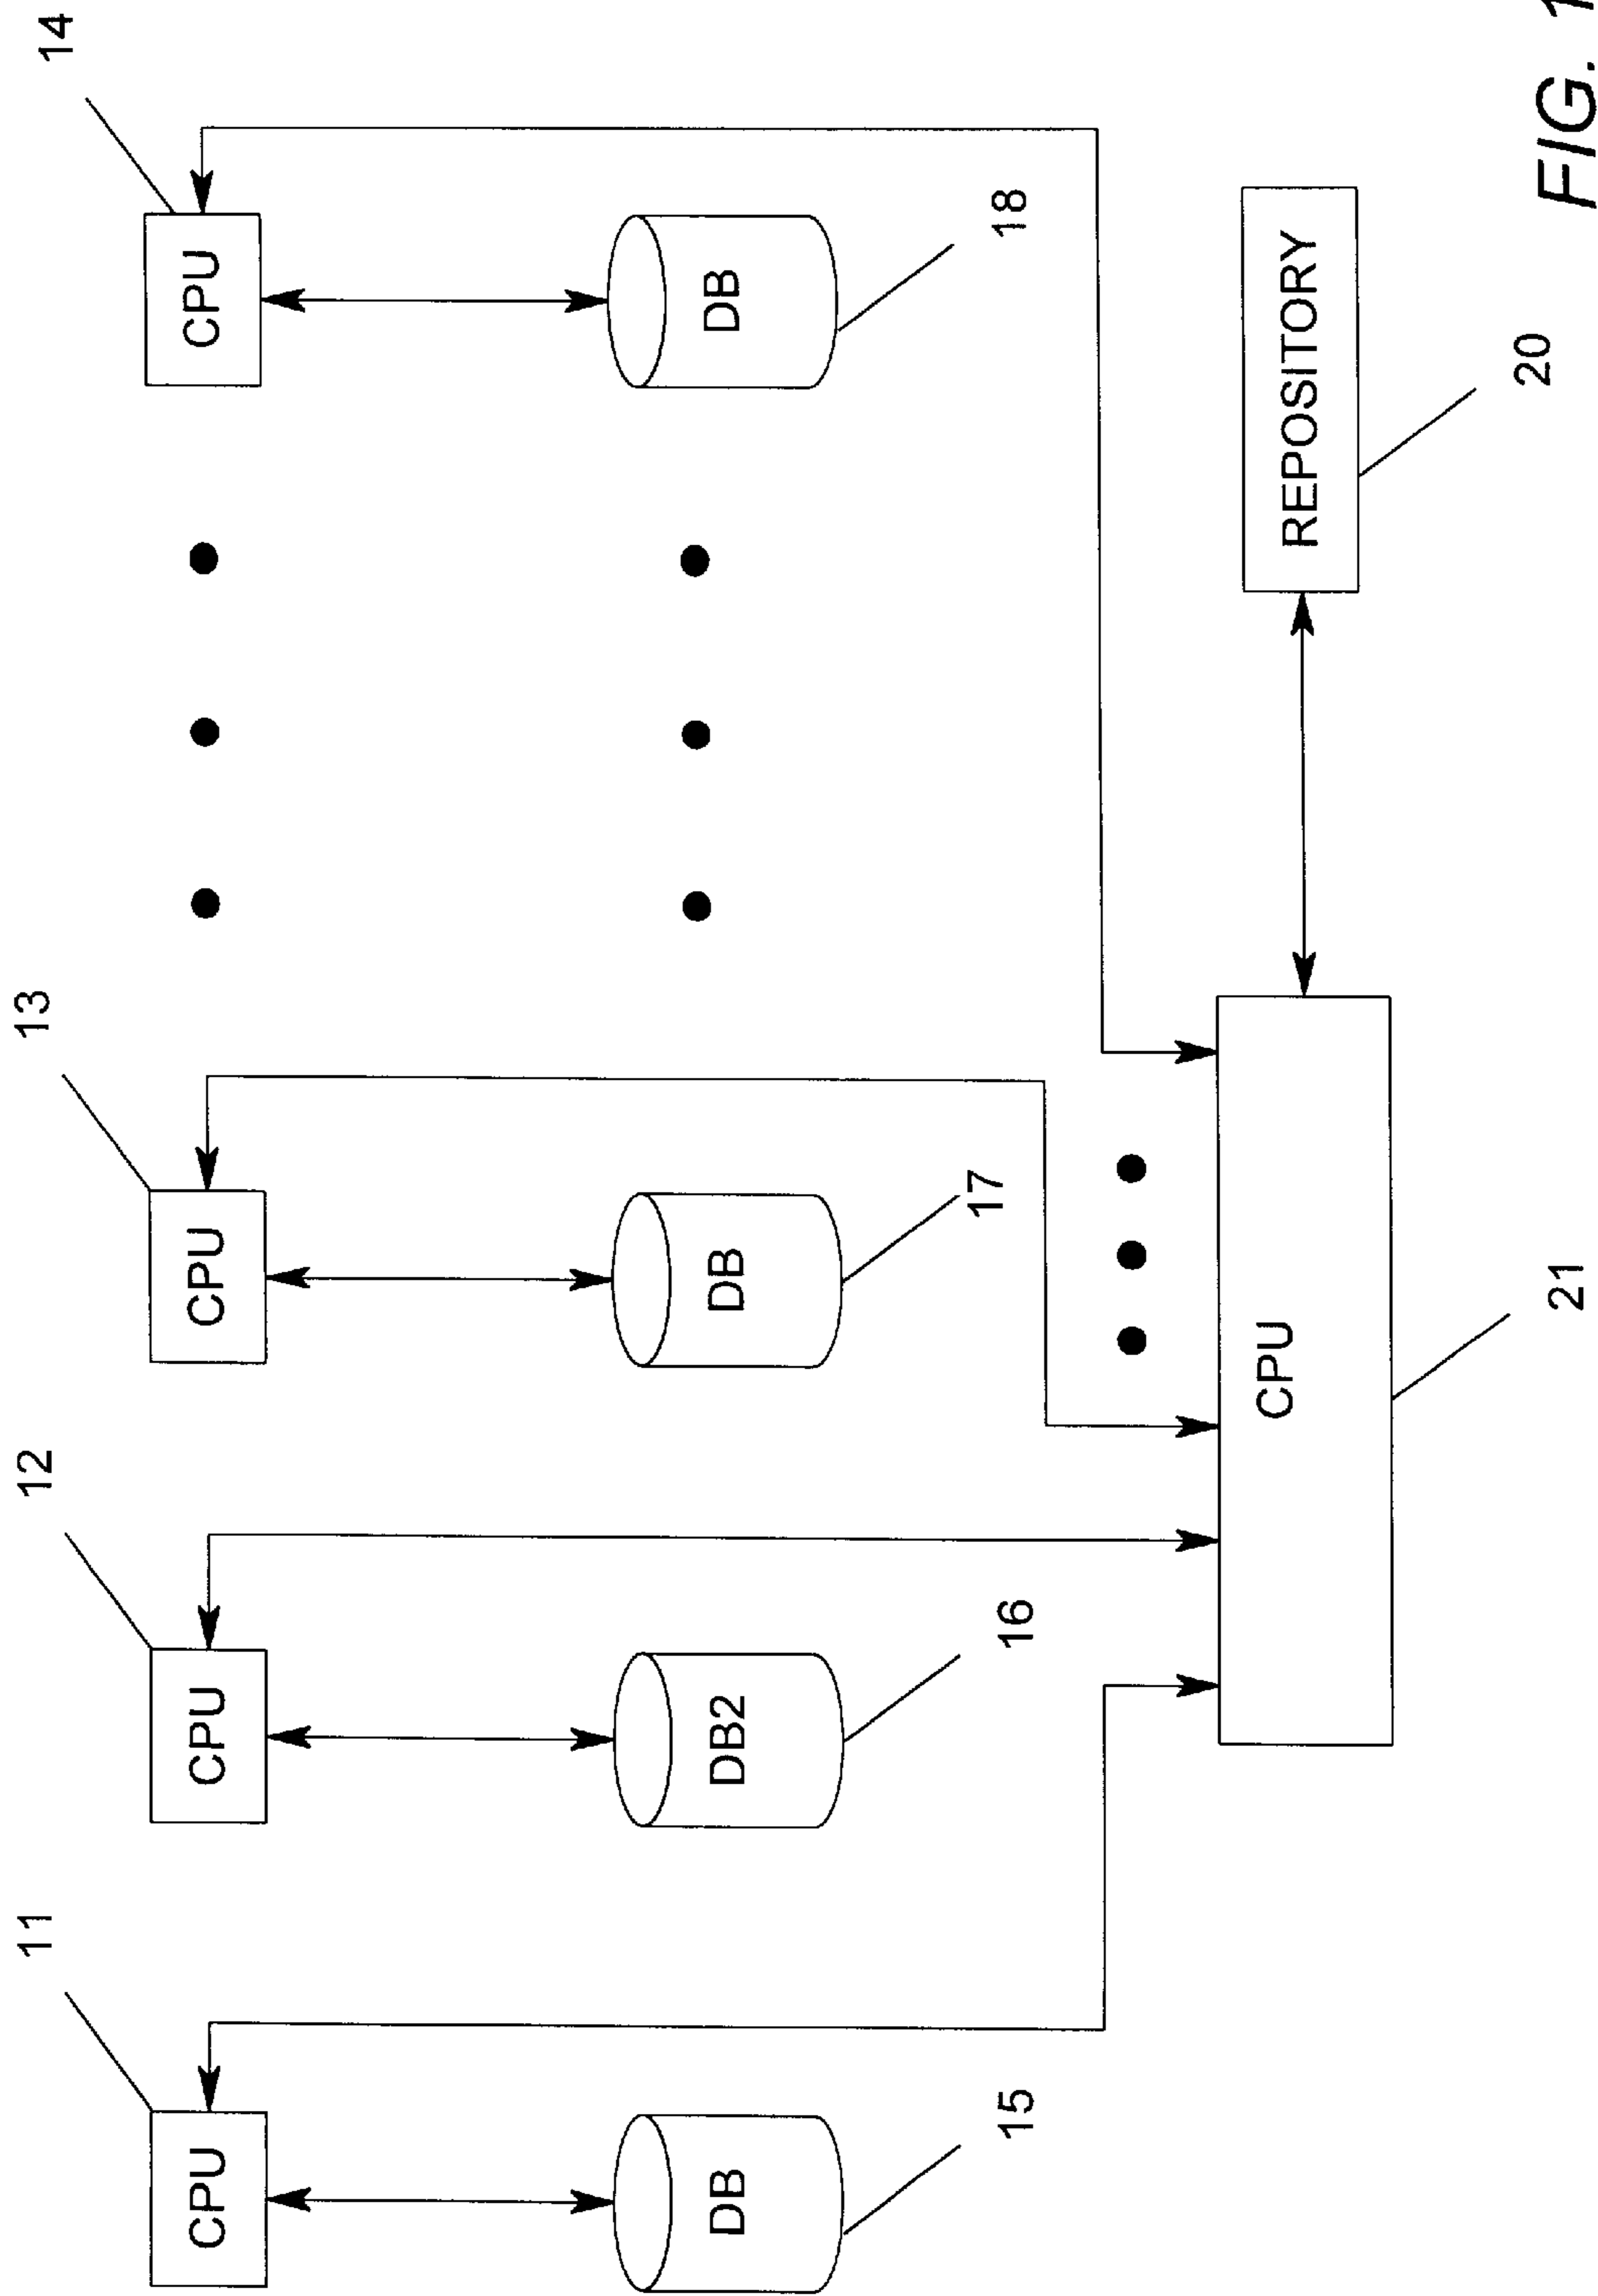 11
12
13
14
CPU
CPU
CPU
CPU
DB
DB2
DB
DB
15
16
17
18
CPU
REPOSITORY
21
20
FIG. 1